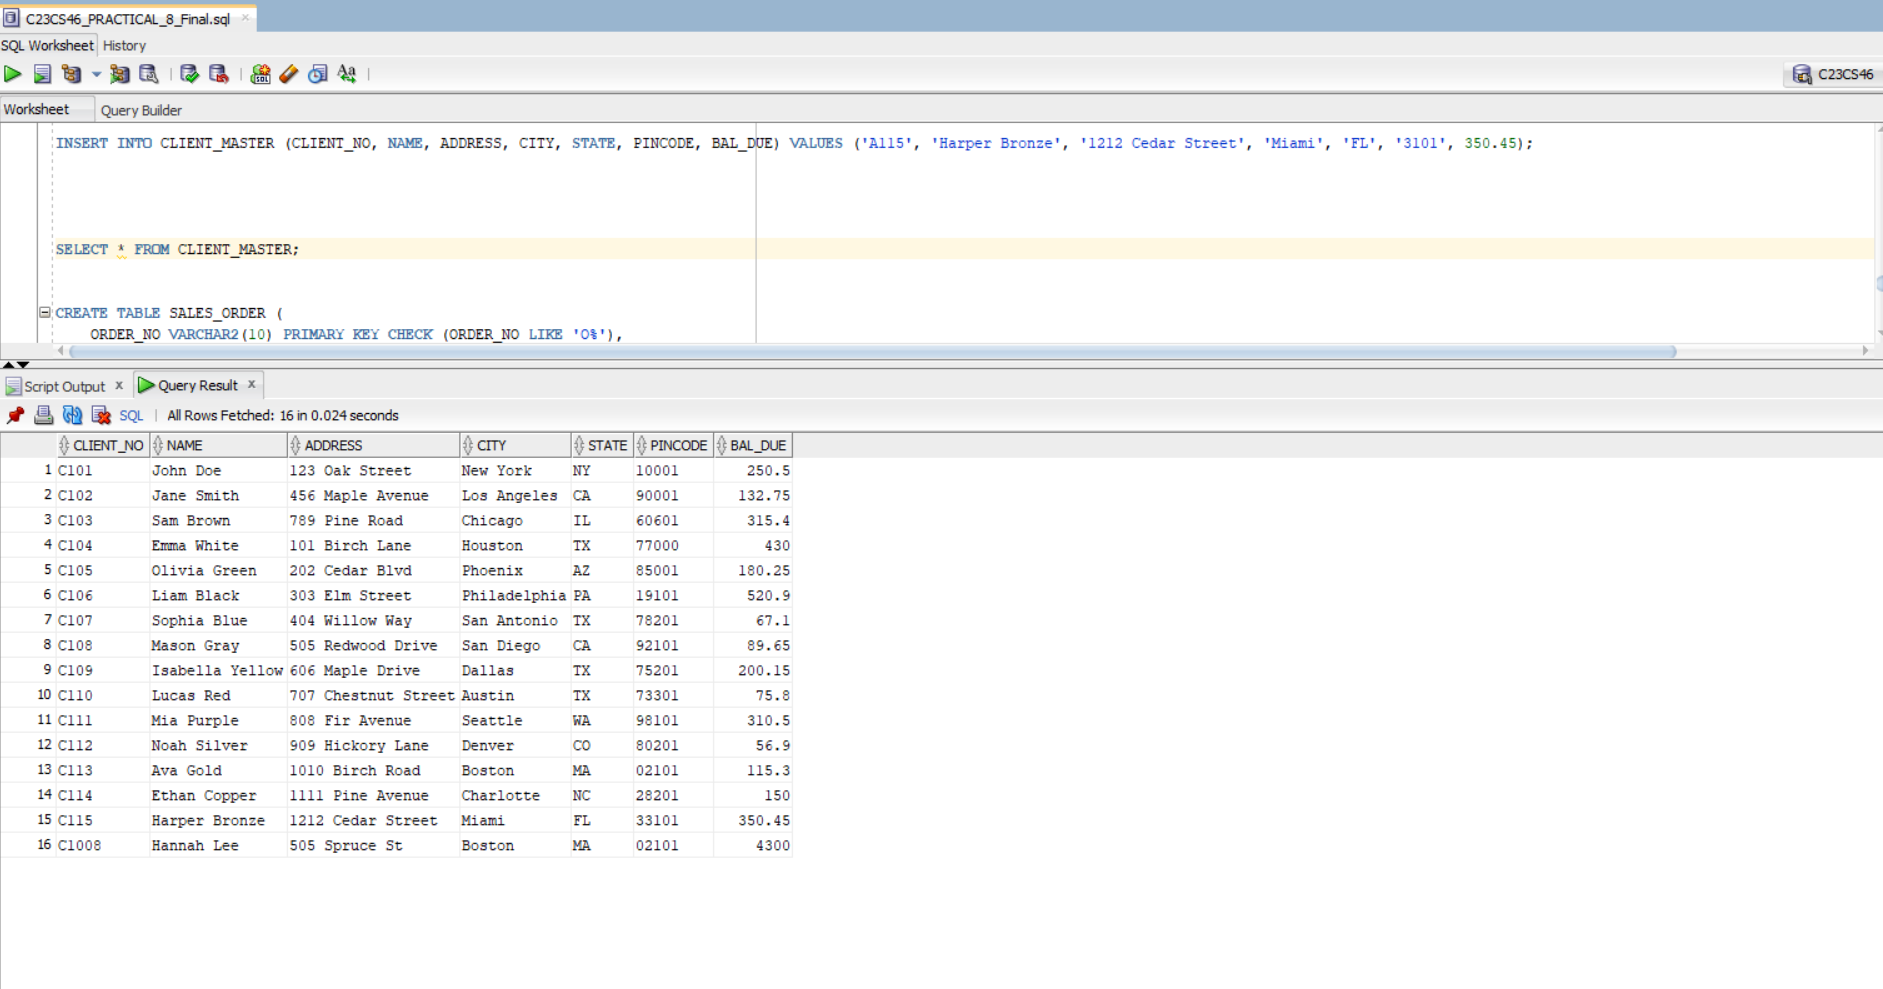 C23CS46_PRACTICAL_8_Final.sql
SQL Worksheet History
C23CS46
Worksheet Query Builder
INSERT INTO CLIENT_MASTER (CLIENT_NO, NAME, ADDRESS, CITY, STATE, PINCODE, BAL_DUE) VALUES ('A115', 'Harper Bronze', '1212 Cedar Street', 'Miami', 'FL', '3101', 350.45);
SELECT * FROM CLIENT_MASTER;
CREATE TABLE SALES_ORDER (
ORDER_NO VARCHAR2(10) PRIMARY KEY CHECK (ORDER_NO LIKE 'O%'),
Script Output x Query Result x
SQL | All Rows Fetched: 16 in 0.024 seconds
CLIENT_NO NAME ADDRESS CITY STATE PINCODE BAL_DUE
1 C101 John Doe 123 Oak Street New York NY 10001 250.5
2 C102 Jane Smith 456 Maple Avenue Los Angeles CA 90001 132.75
3 C103 Sam Brown 789 Pine Road Chicago IL 60601 315.4
4 C104 Emma White 101 Birch Lane Houston TX 77000 430
5 C105 Olivia Green 202 Cedar Blvd Phoenix AZ 85001 180.25
6 C106 Liam Black 303 Elm Street Philadelphia PA 19101 520.9
7 C107 Sophia Blue 404 Willow Way San Antonio TX 78201 67.1
8 C108 Mason Gray 505 Redwood Drive San Diego CA 92101 89.65
9 C109 Isabella Yellow 606 Maple Drive Dallas TX 75201 200.15
10 C110 Lucas Red 707 Chestnut Street Austin TX 73301 75.8
11 C111 Mia Purple 808 Fir Avenue Seattle WA 98101 310.5
12 C112 Noah Silver 909 Hickory Lane Denver CO 80201 56.9
13 C113 Ava Gold 1010 Birch Road Boston MA 02101 115.3
14 C114 Ethan Copper 1111 Pine Avenue Charlotte NC 28201 150
15 C115 Harper Bronze 1212 Cedar Street Miami FL 33101 350.45
16 C1008 Hannah Lee 505 Spruce St Boston MA 02101 4300